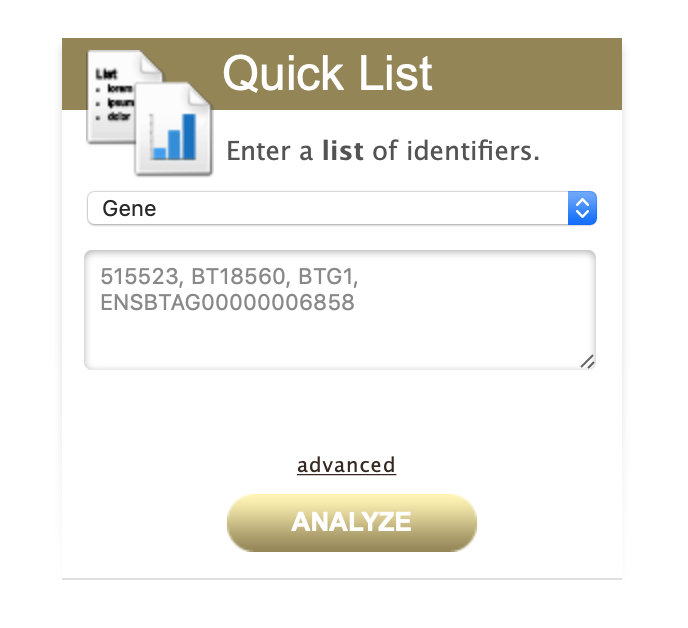 Quick List
List
lorem
ipsum
dolor
Enter a list of identifiers.
Gene
515523, BT18560, BTG1,
ENSBTAG00000006858
advanced
ANALYZE